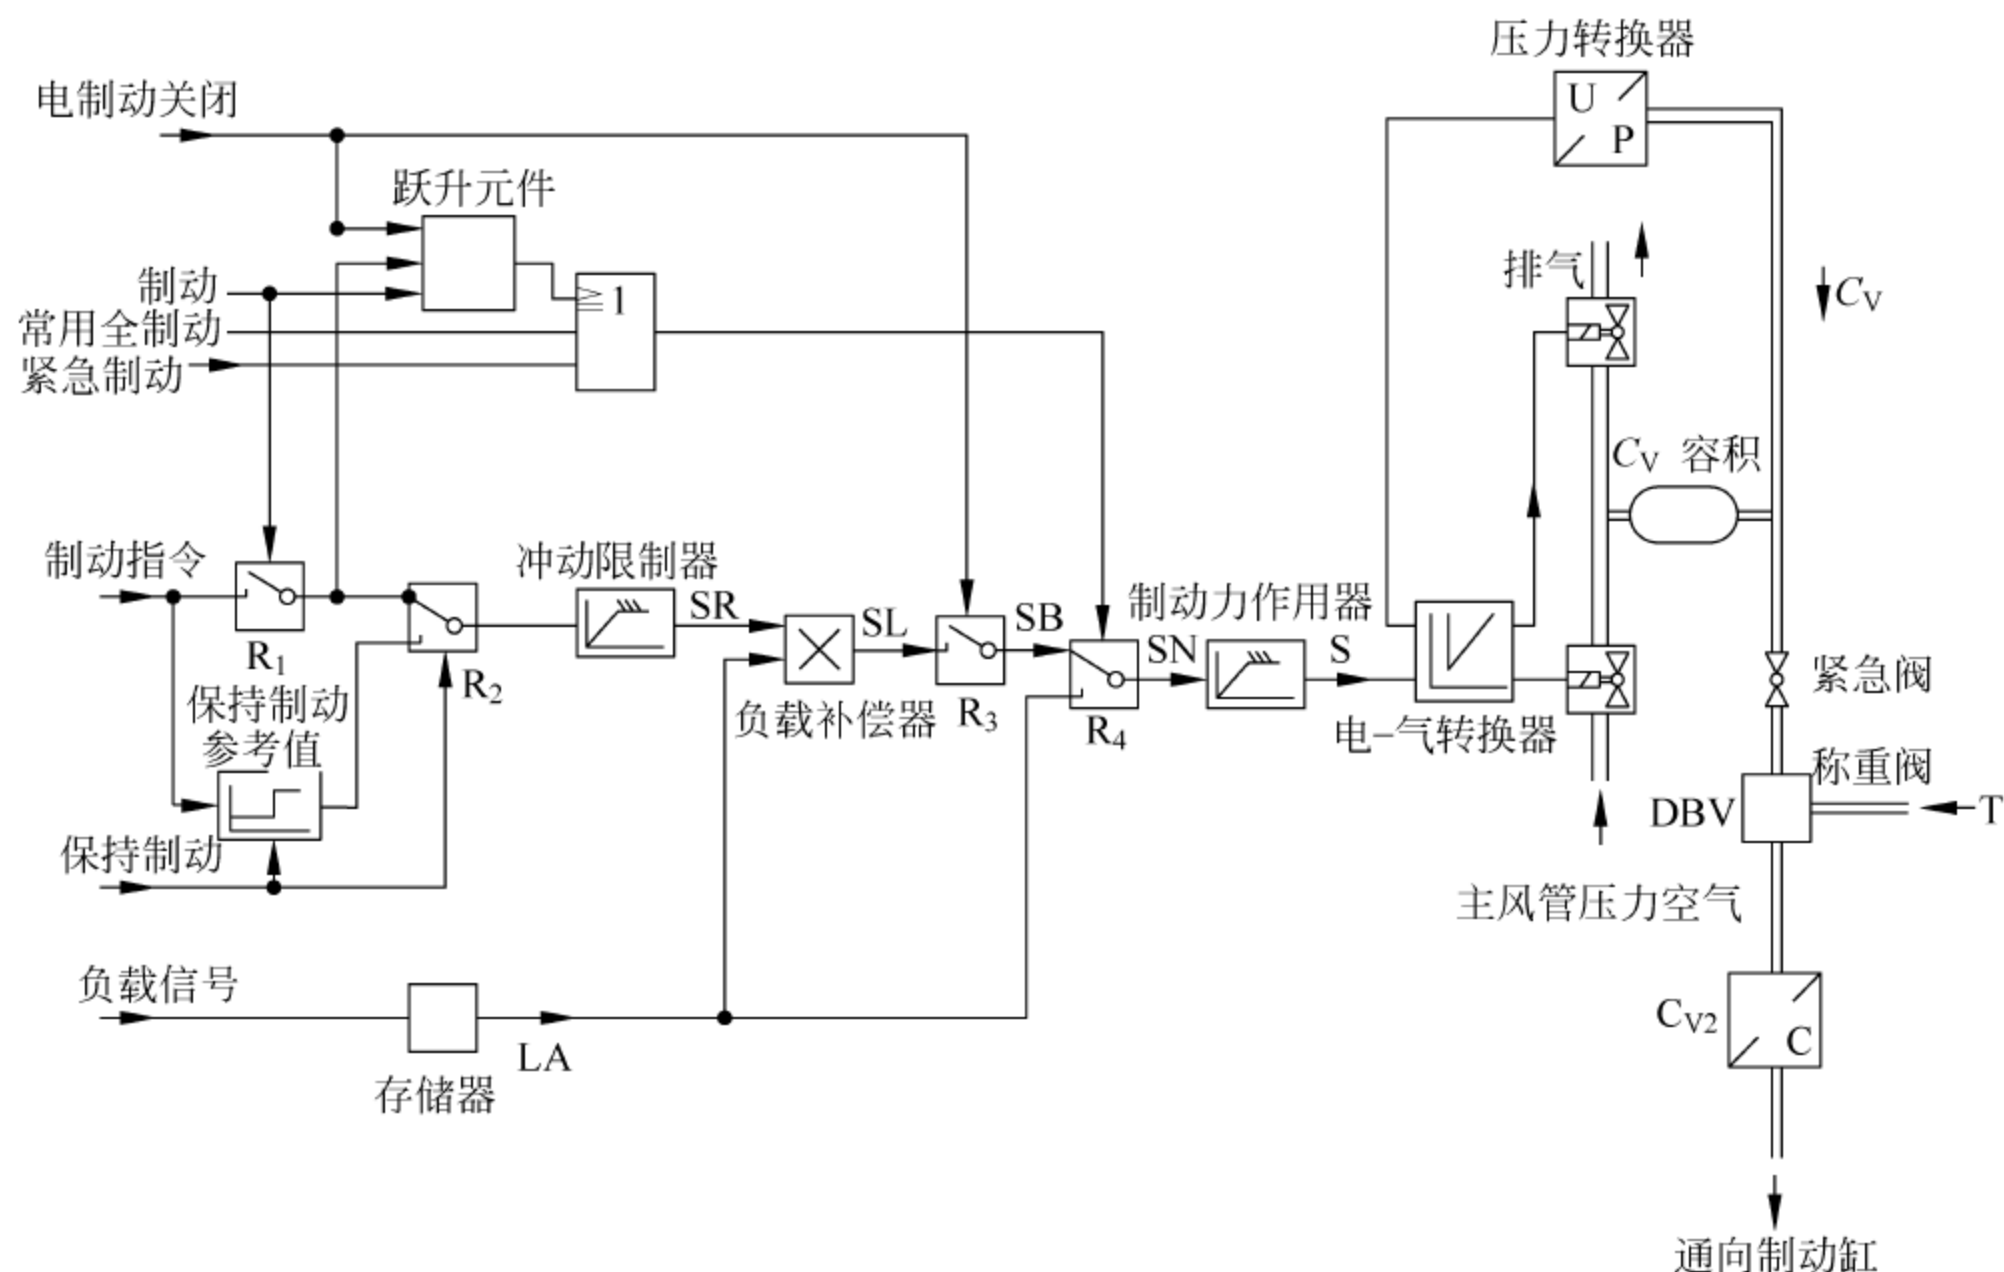 压力转换器
U
P
电制动关闭
跃升元件
排气
C_V
制动
≥1
常用全制动
紧急制动
C_V 容积
制动指令
冲动限制器
SR
制动力作用器
SL
SB
SN
S
R₁
R₂
紧急阀
保持制动
参考值
负载补偿器
R₃
R₄
电-气转换器
称重阀
DBV
T
保持制动
主风管压力空气
负载信号
C_V2
C
LA
存储器
通向制动缸